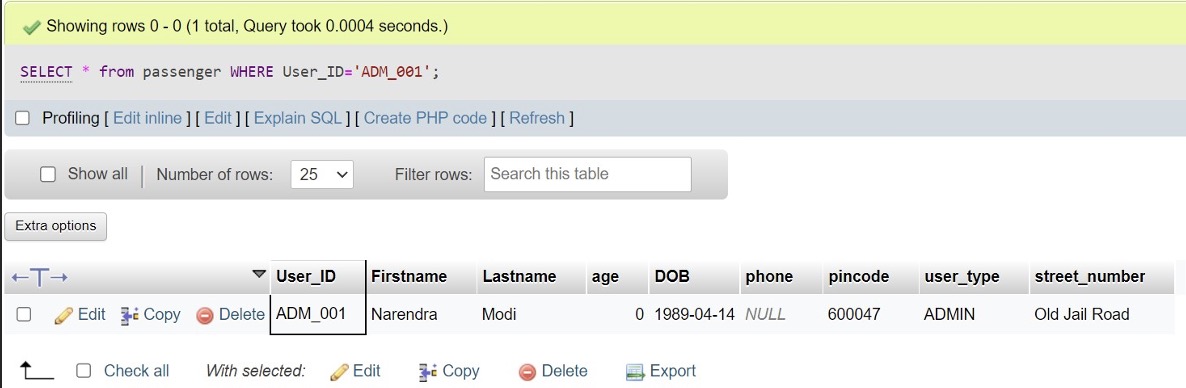 Showing rows 0 - 0 (1 total, Query took 0.0004 seconds.)
SELECT * from passenger WHERE User_ID='ADM_001';
Profiling [ Edit inline ] [ Edit ] [ Explain SQL ] [ Create PHP code ] [ Refresh ]
Show all | Number of rows: 25 Filter rows: Search this table
Extra options
←T→ User_ID Firstname Lastname age DOB phone pincode user_type street_number
Edit Copy Delete ADM_001 Narendra Modi 0 1989-04-14 NULL 600047 ADMIN Old Jail Road
Check all With selected: Edit Copy Delete Export